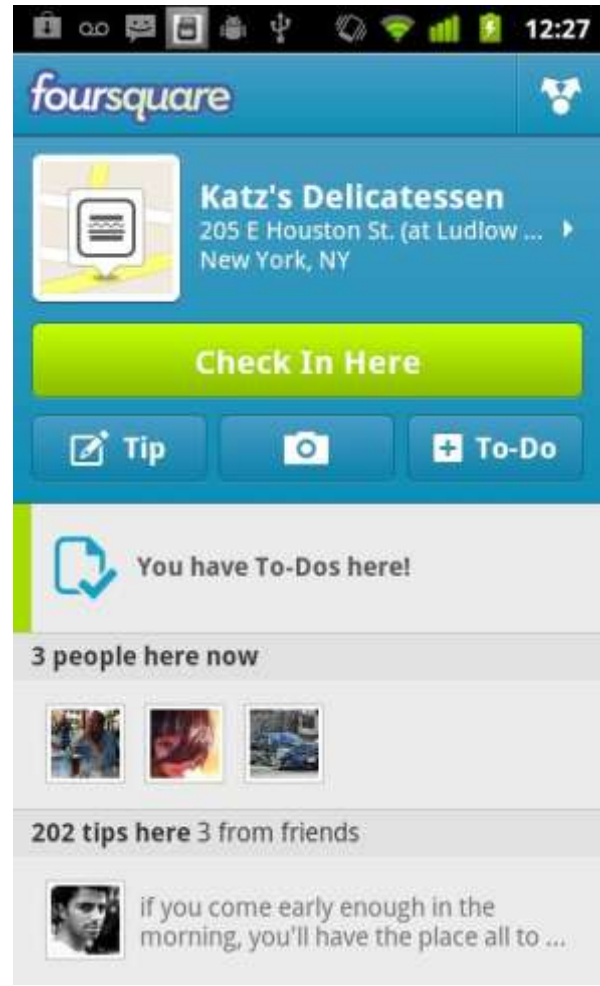 12:27
foursquare
Katz's Delicatessen
205 E Houston St. (at Ludlow ...
New York, NY
Check In Here
Tip
To-Do
You have To-Dos here!
3 people here now
202 tips here 3 from friends
if you come early enough in the
morning, you'll have the place all to ...